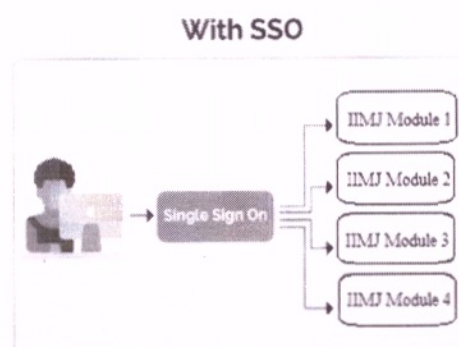 With SSO
Single Sign On
IIMJ Module 1
IIMJ Module 2
IIMJ Module 3
IIMJ Module 4